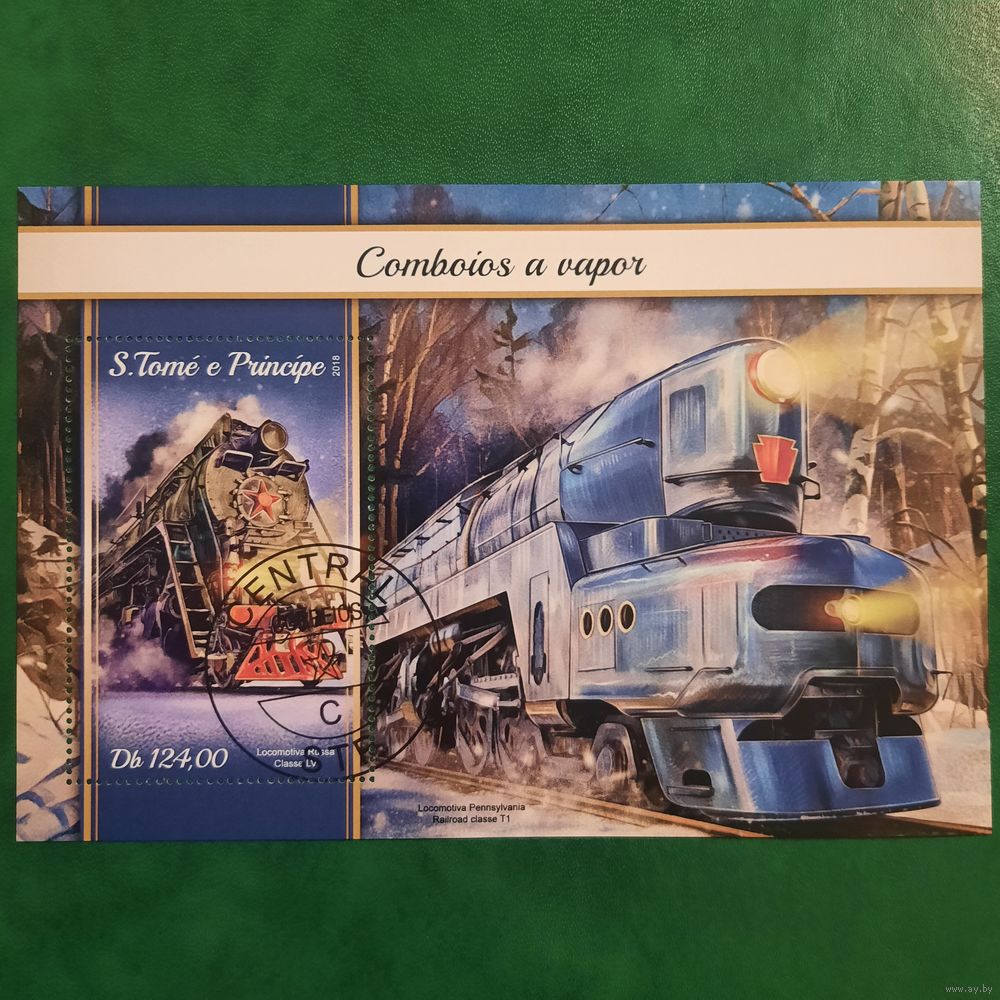 Comboios a vapor
S.Tomé e Príncipe
2018
CENTRAL
CORREIOS
C
STP
Db 124,00
Locomotiva Russa
Classe LV
Locomotiva Pennsylvania
Railroad classe T1
www.ay.by